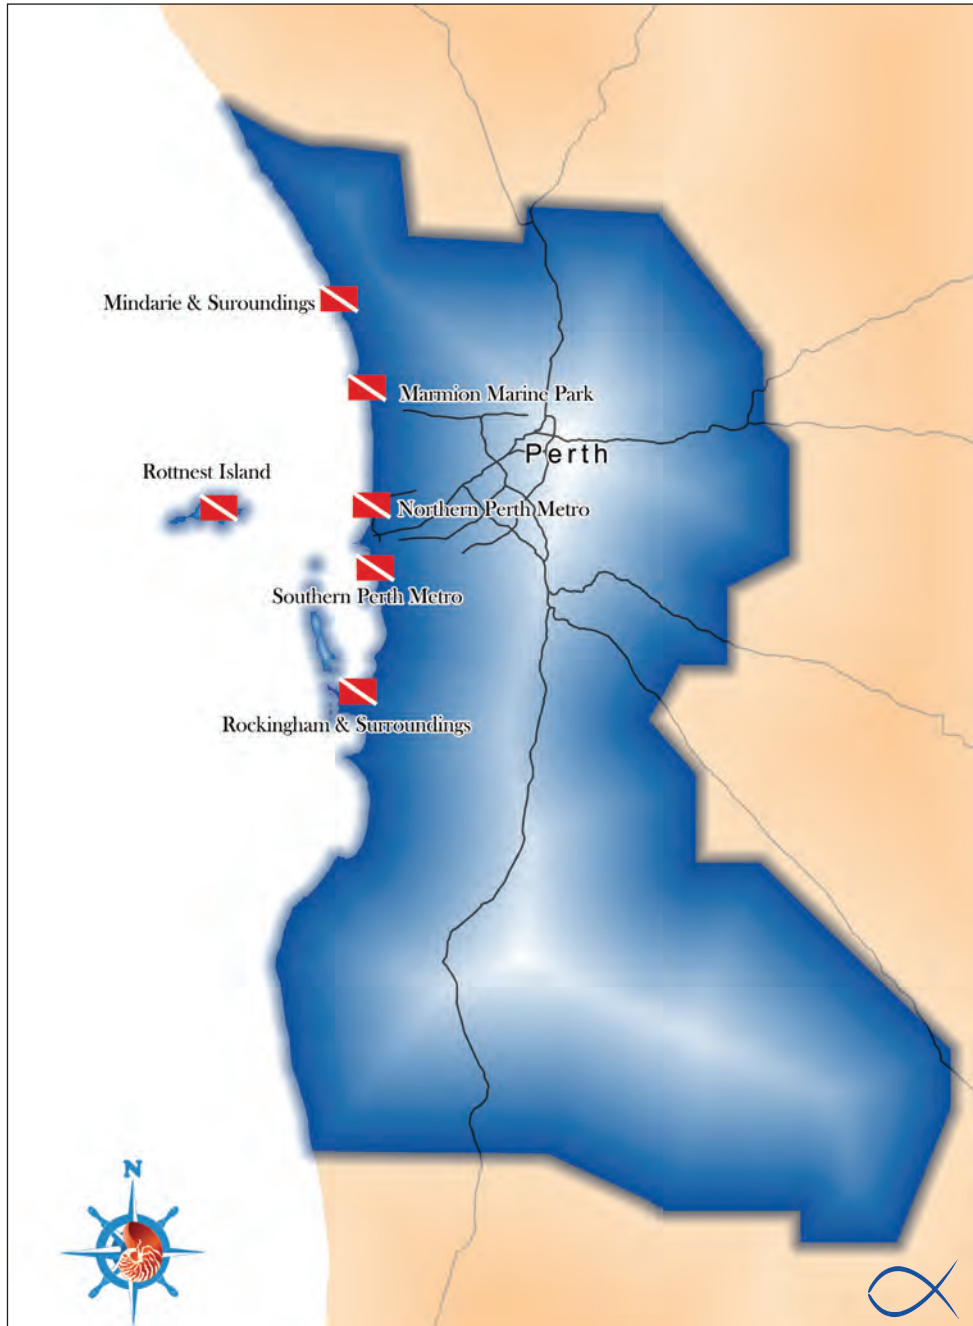 Mindarie & Suroundings
Marmion Marine Park
Perth
Rottnest Island
Northern Perth Metro
Southern Perth Metro
Rockingham & Surroundings
N